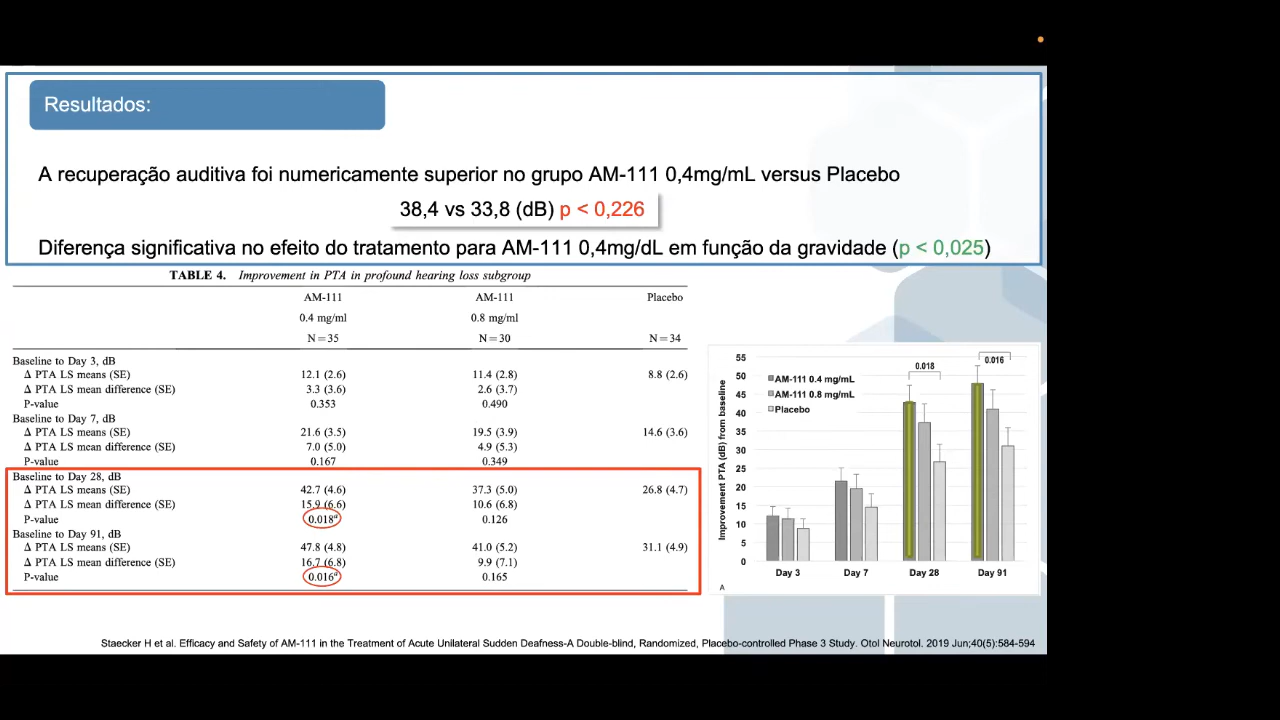 Resultados:
A recuperação auditiva foi numericamente superior no grupo AM-111 0,4mg/mL versus Placebo
38,4 vs 33,8 (dB) p < 0,226
Diferença significativa no efeito do tratamento para AM-111 0,4mg/dL em função da gravidade (p < 0,025)
TABLE 4. Improvement in PTA in profound hearing loss subgroup
AM-111 AM-111 Placebo
0.4 mg/ml 0.8 mg/ml
N=35 N=30 N=34
Baseline to Day 3, dB
Δ PTA LS means (SE) 12.1 (2.6) 11.4 (2.8) 8.8 (2.6)
Δ PTA LS mean difference (SE) 3.3 (3.6) 2.6 (3.7)
P-value 0.353 0.490
Baseline to Day 7, dB
Δ PTA LS means (SE) 21.6 (3.5) 19.5 (3.9) 14.6 (3.6)
Δ PTA LS mean difference (SE) 7.0 (5.0) 4.9 (5.3)
P-value 0.167 0.349
Baseline to Day 28, dB
Δ PTA LS means (SE) 42.7 (4.6) 37.3 (5.0) 26.8 (4.7)
Δ PTA LS mean difference (SE) 15.9 (6.6) 10.6 (6.8)
P-value 0.018a 0.126
Baseline to Day 91, dB
Δ PTA LS means (SE) 47.8 (4.8) 41.0 (5.2) 31.1 (4.9)
Δ PTA LS mean difference (SE) 16.7 (6.8) 9.9 (7.1)
P-value 0.016a 0.165
Improvement PTA (dB) from baseline
55
50
45
40
35
30
25
20
15
10
5
0
AM-111 0.4 mg/mL
AM-111 0.8 mg/mL
Placebo
0.018
0.016
Day 3 Day 7 Day 28 Day 91
A
Staecker H et al. Efficacy and Safety of AM-111 in the Treatment of Acute Unilateral Sudden Deafness-A Double-blind, Randomized, Placebo-controlled Phase 3 Study. Otol Neurotol. 2019 Jun;40(5):584-594